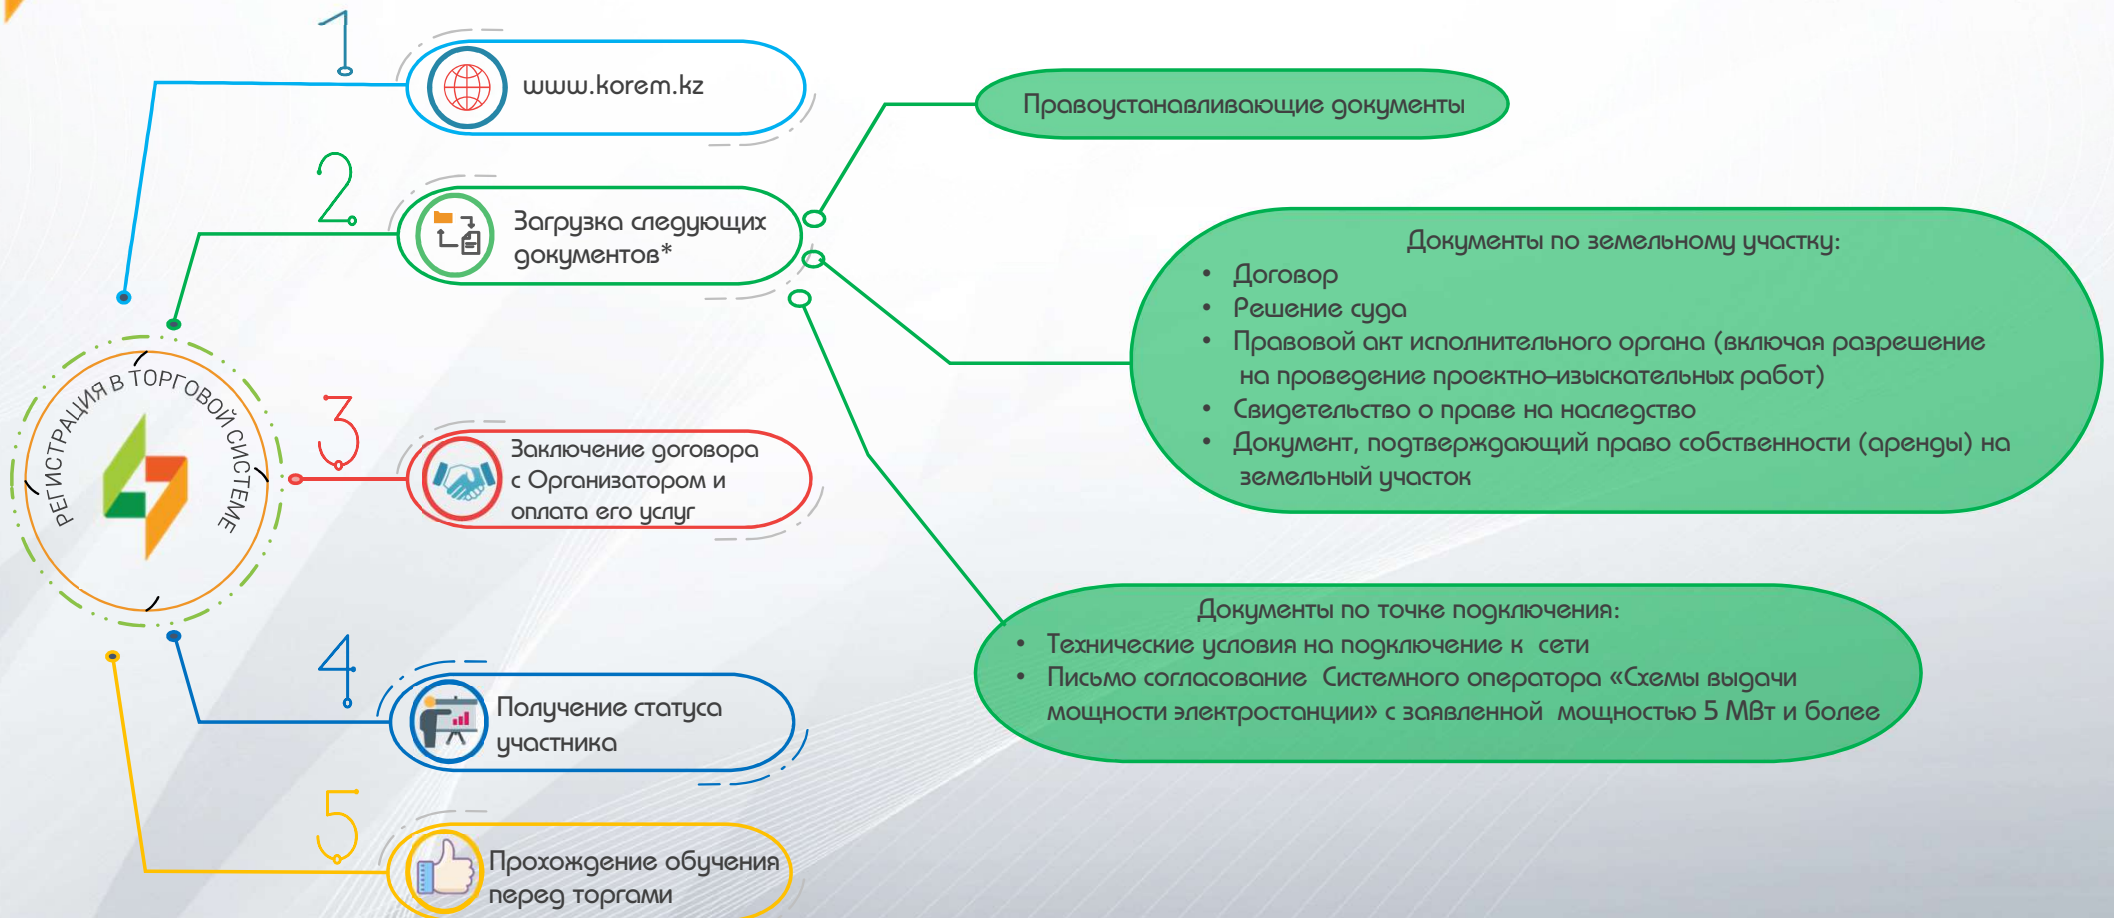 РЕГИСТРАЦИЯ В ТОРГОВОЙ СИСТЕМЕ
1
www.korem.kz
2
Загрузка следующих
документов*
Правоустанавливающие документы
Документы по земельному участку:
• Договор
• Решение суда
• Правовой акт исполнительного органа (включая разрешение
на проведение проектно-изыскательных работ)
• Свидетельство о праве на наследство
• Документ, подтверждающий право собственности (аренды) на
земельный участок
Документы по точке подключения:
• Технические условия на подключение к сети
• Письмо согласование Системного оператора «Схемы выдачи
мощности электростанции» с заявленной мощностью 5 МВт и более
3
Заключение договора
с Организатором и
оплата его услуг
4
Получение статуса
участника
5
Прохождение обучения
перед торгами